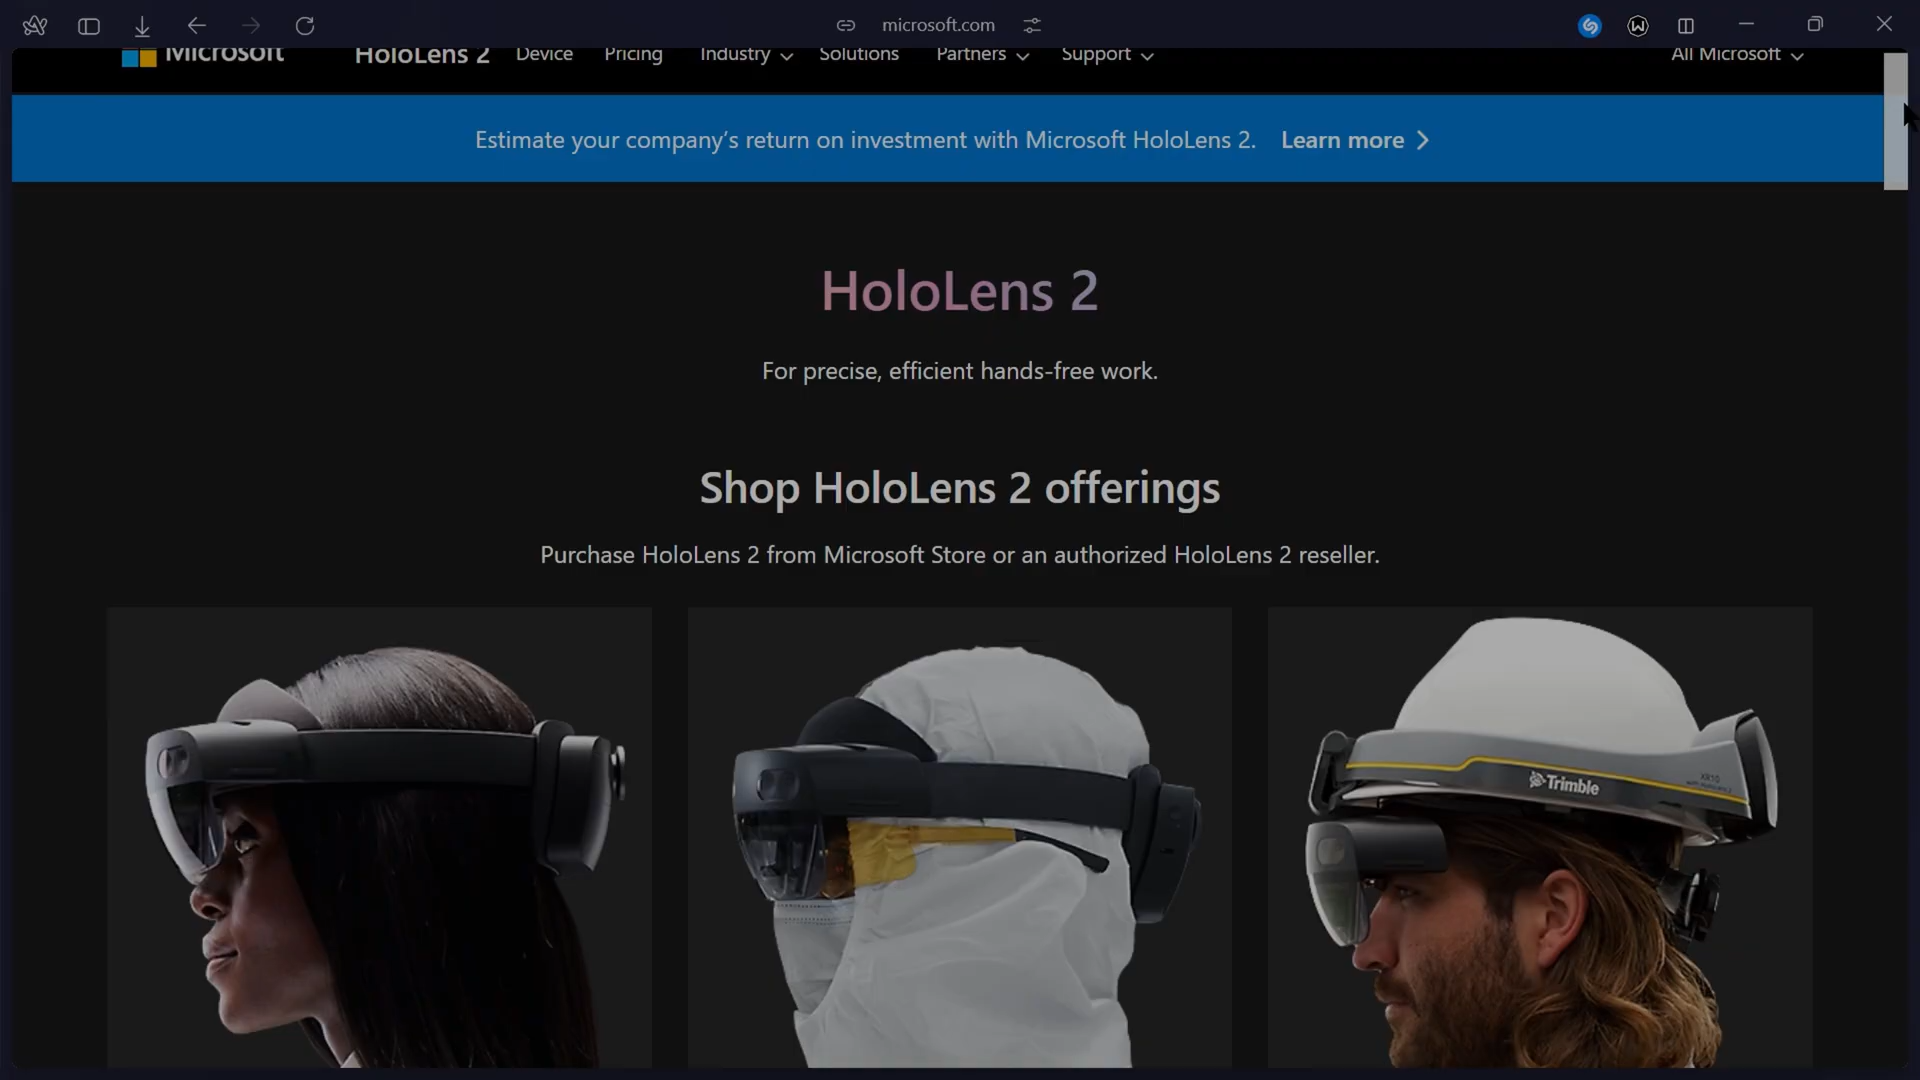 microsoft.com
Microsoft HoloLens 2 Device Pricing Industry Solutions Partners Support All Microsoft
Estimate your company's return on investment with Microsoft HoloLens 2. Learn more
HoloLens 2
For precise, efficient hands-free work.
Shop HoloLens 2 offerings
Purchase HoloLens 2 from Microsoft Store or an authorized HoloLens 2 reseller.
Trimble
XR10